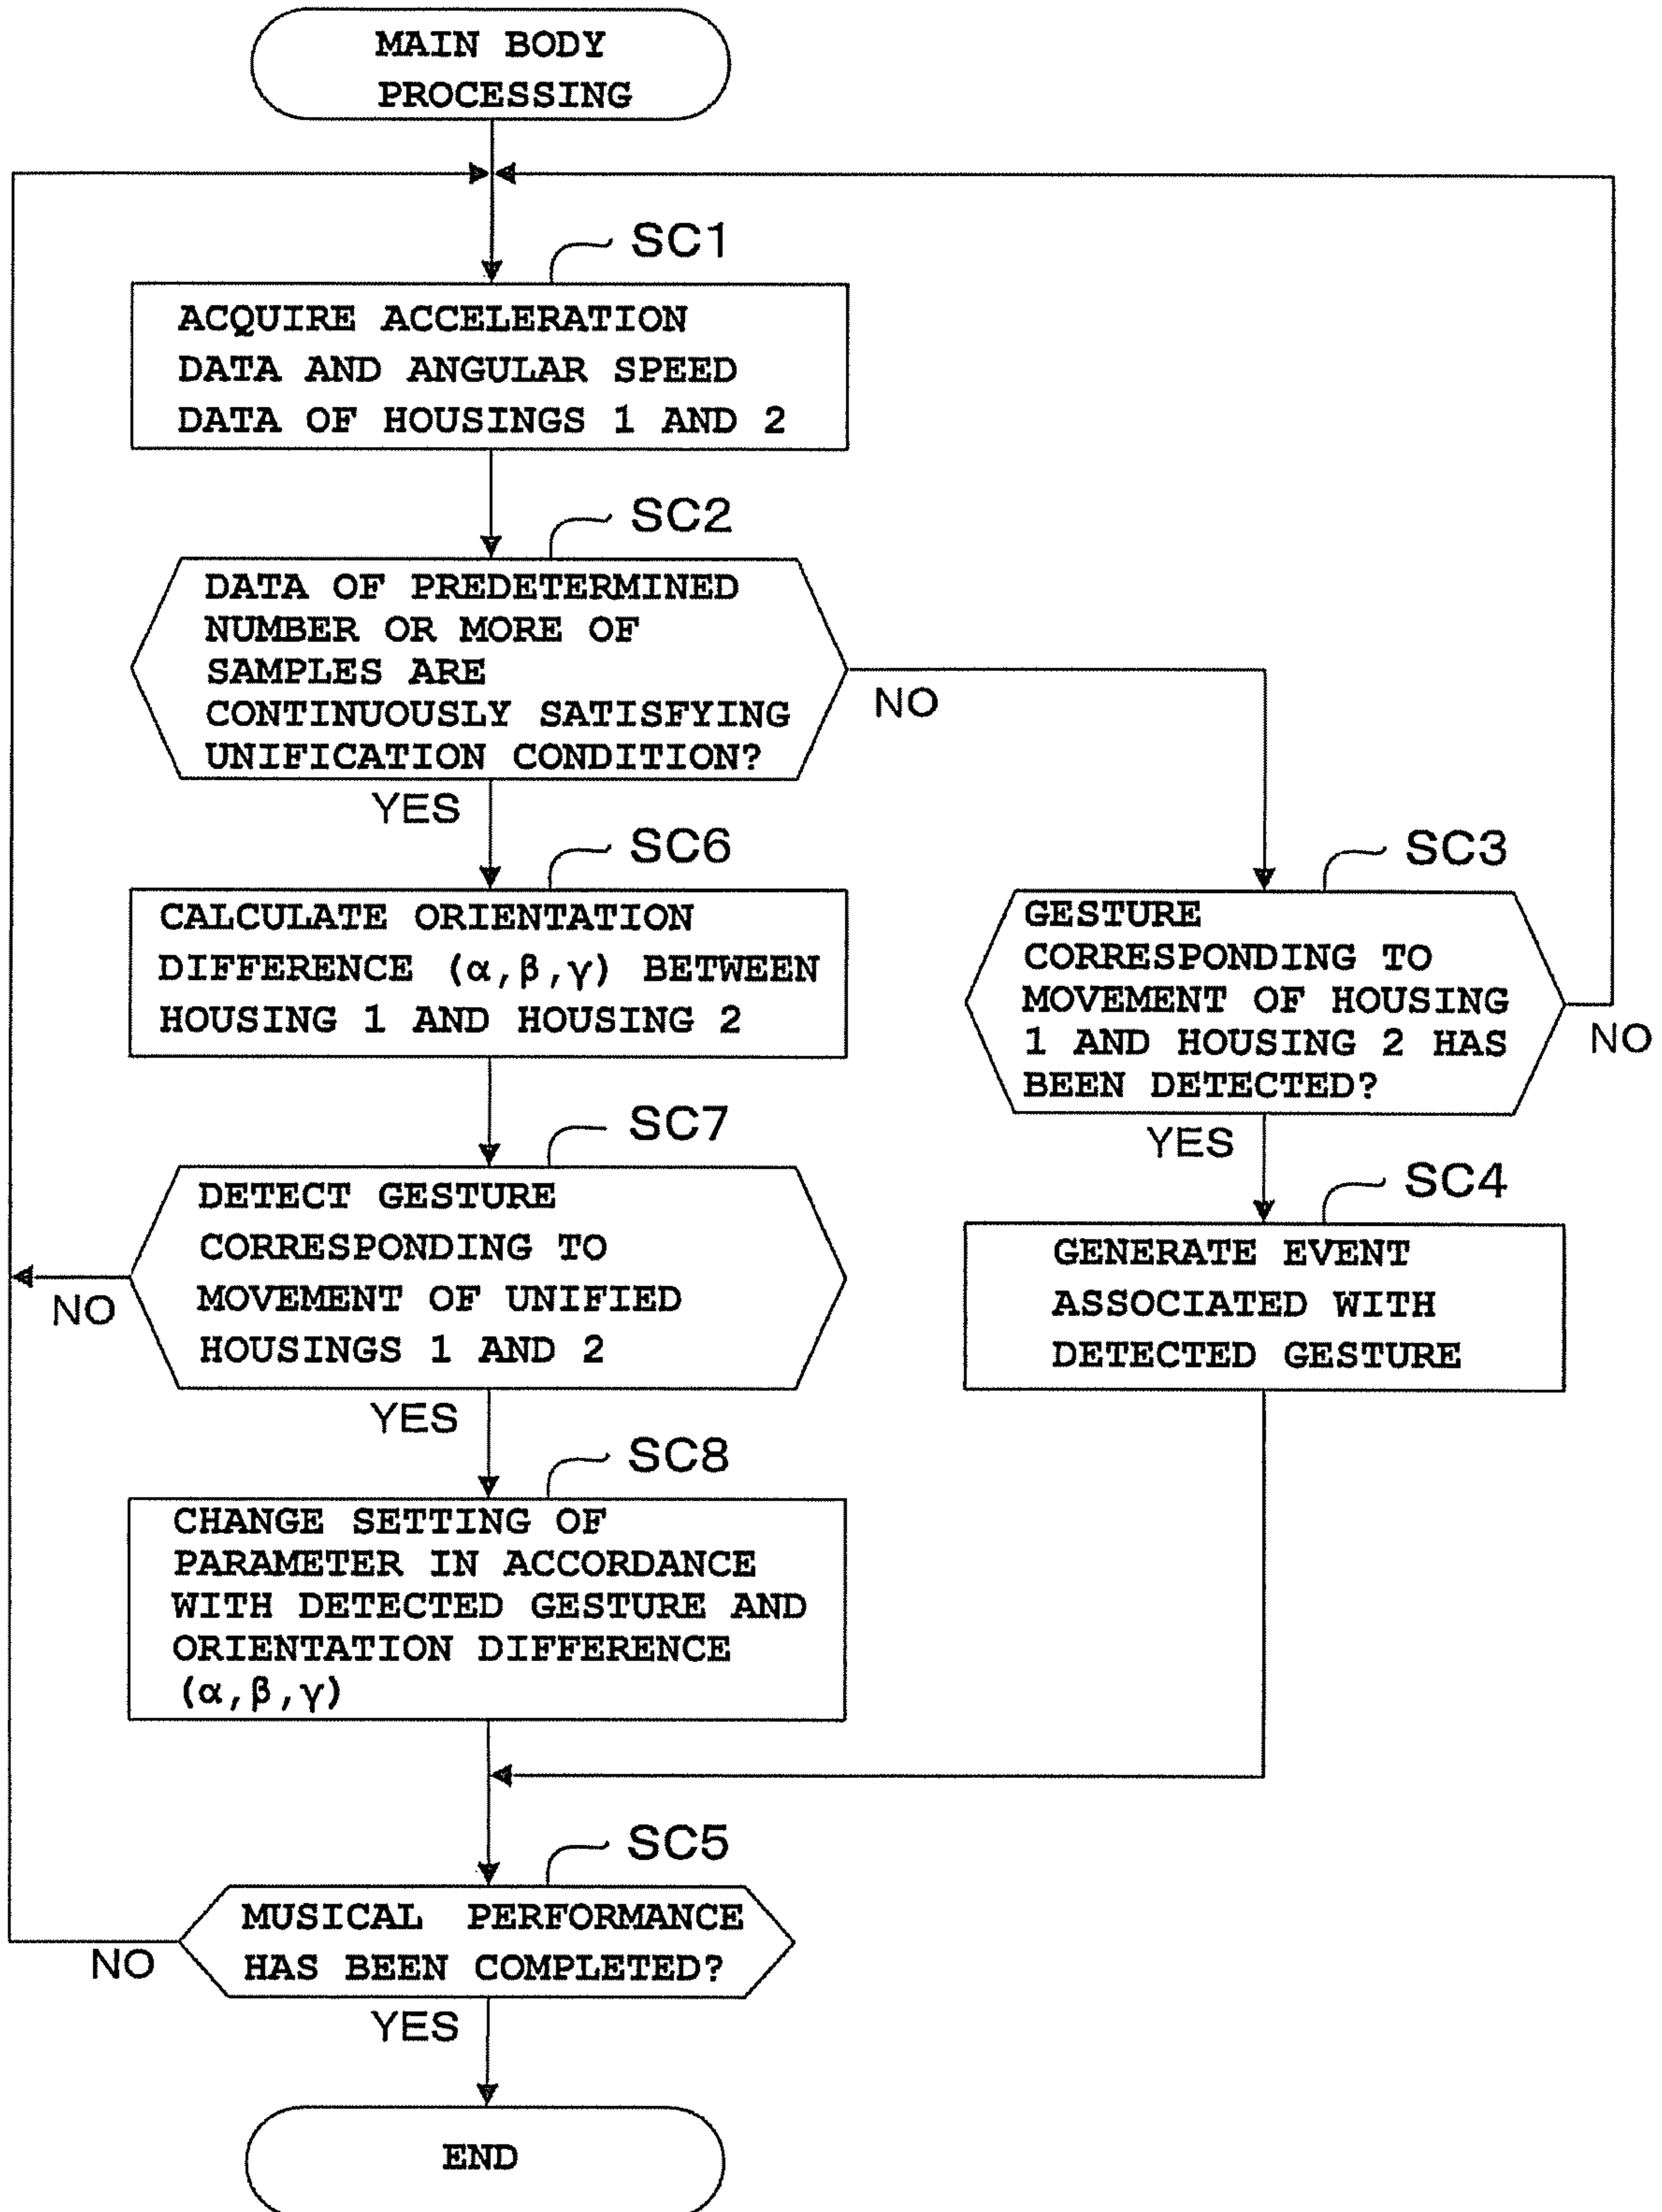 MAIN BODY
PROCESSING
SC1
ACQUIRE ACCELERATION
DATA AND ANGULAR SPEED
DATA OF HOUSINGS 1 AND 2
SC2
DATA OF PREDETERMINED
NUMBER OR MORE OF
SAMPLES ARE
CONTINUOUSLY SATISFYING
UNIFICATION CONDITION?
NO
YES
SC6
CALCULATE ORIENTATION
DIFFERENCE (α,β,γ) BETWEEN
HOUSING 1 AND HOUSING 2
SC3
GESTURE
CORRESPONDING TO
MOVEMENT OF HOUSING
1 AND HOUSING 2 HAS
BEEN DETECTED?
NO
YES
SC7
DETECT GESTURE
CORRESPONDING TO
MOVEMENT OF UNIFIED
HOUSINGS 1 AND 2
NO
YES
SC4
GENERATE EVENT
ASSOCIATED WITH
DETECTED GESTURE
SC8
CHANGE SETTING OF
PARAMETER IN ACCORDANCE
WITH DETECTED GESTURE AND
ORIENTATION DIFFERENCE
(α,β,γ)
SC5
MUSICAL PERFORMANCE
HAS BEEN COMPLETED?
NO
YES
END